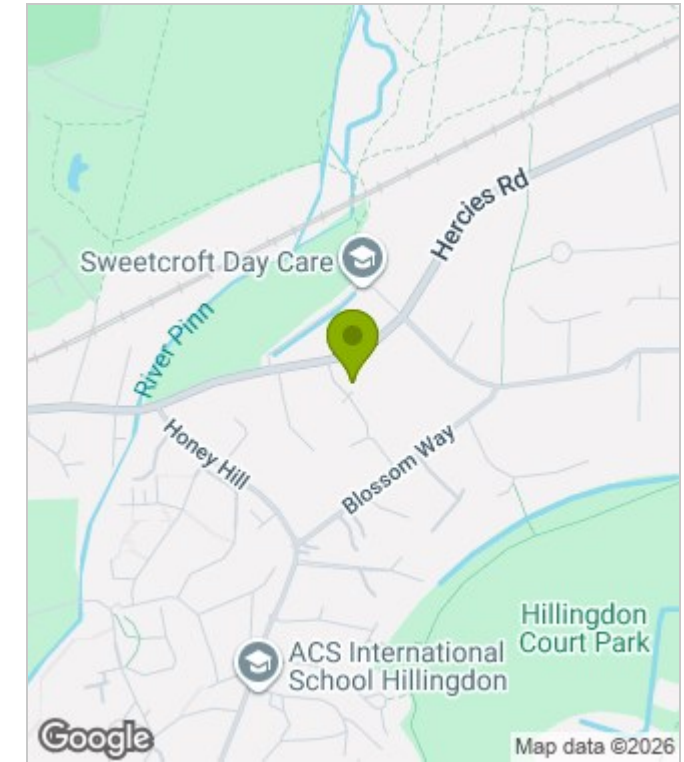 Hercies Rd
Sweetcroft Day Care
River Pinn
Honey Hill
Blossom Way
Hillingdon
Court Park
ACS International
School Hillingdon
Google
Map data ©2026